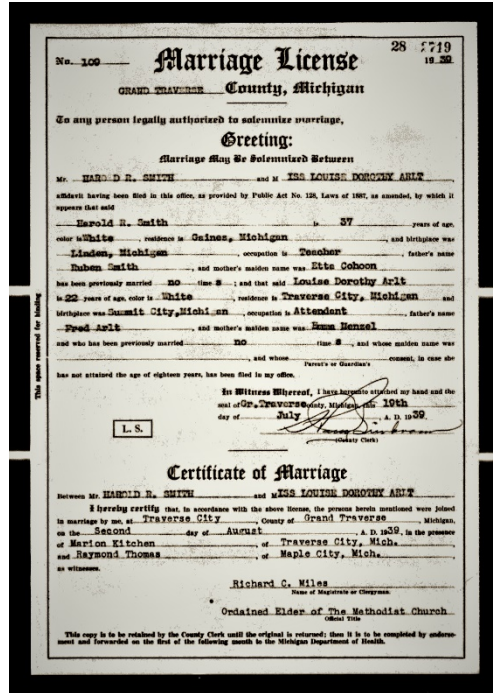 28 2719
No. 109 Marriage License 1939
GRAND TRAVERSE County, Michigan
To any person legally authorized to solemnize marriage,
Greeting:
Marriage May Be Solemnized Between
Mr. HAROLD R. SMITH and M ISS LOUISE DOROTHY ARLT
affidavit having been filed in this office, as provided by Public Act No. 128, Laws of 1887, as amended, by which it
appears that said
Harold R. Smith is 37 years of age,
color is White, residence is Gaines, Michigan and birthplace was
Linden, Michigan, occupation is Teacher, father's name
Ruben Smith, and mother's maiden name was Etta Cohoon
has been previously married no time s; and that said Louise Dorothy Arlt
is 22 years of age, color is White, residence is Traverse City, Michigan and
birthplace was Summit City, Michigan, occupation is Attendant, father's name
Fred Arlt and mother's maiden name was Emma Henzel
and who has been previously married no time s, and whose maiden name was
, and whose consent, in case she
Parent's or Guardian's
has not attained the age of eighteen years, has been filed in my office.
In Witness Whereof, I have hereunto attached my hand and the
seal of Gr. Traverse County, Michigan, this 19th
day of July, A. D. 1939
L. S.
(County Clerk)
Certificate of Marriage
Between Mr. HAROLD R. SMITH and MISS LOUISE DOROTHY ARLT
I hereby certify that, in accordance with the above license, the persons herein mentioned were joined
in marriage by me, at Traverse City, County of Grand Traverse, Michigan,
on the Second day of August, A. D. 1939, in the presence
of Marion Kitchen, of Traverse City, Mich.
and Raymond Thomas, of Maple City, Mich.
as witnesses.
Richard C. Miles
Name of Magistrate or Clergyman.
Ordained Elder of The Methodist Church
Official Title
This copy is to be retained by the County Clerk until the original is returned; then it is to be completed by endorse-
ment and forwarded on the first of the following month to the Michigan Department of Health.
This space reserved for binding